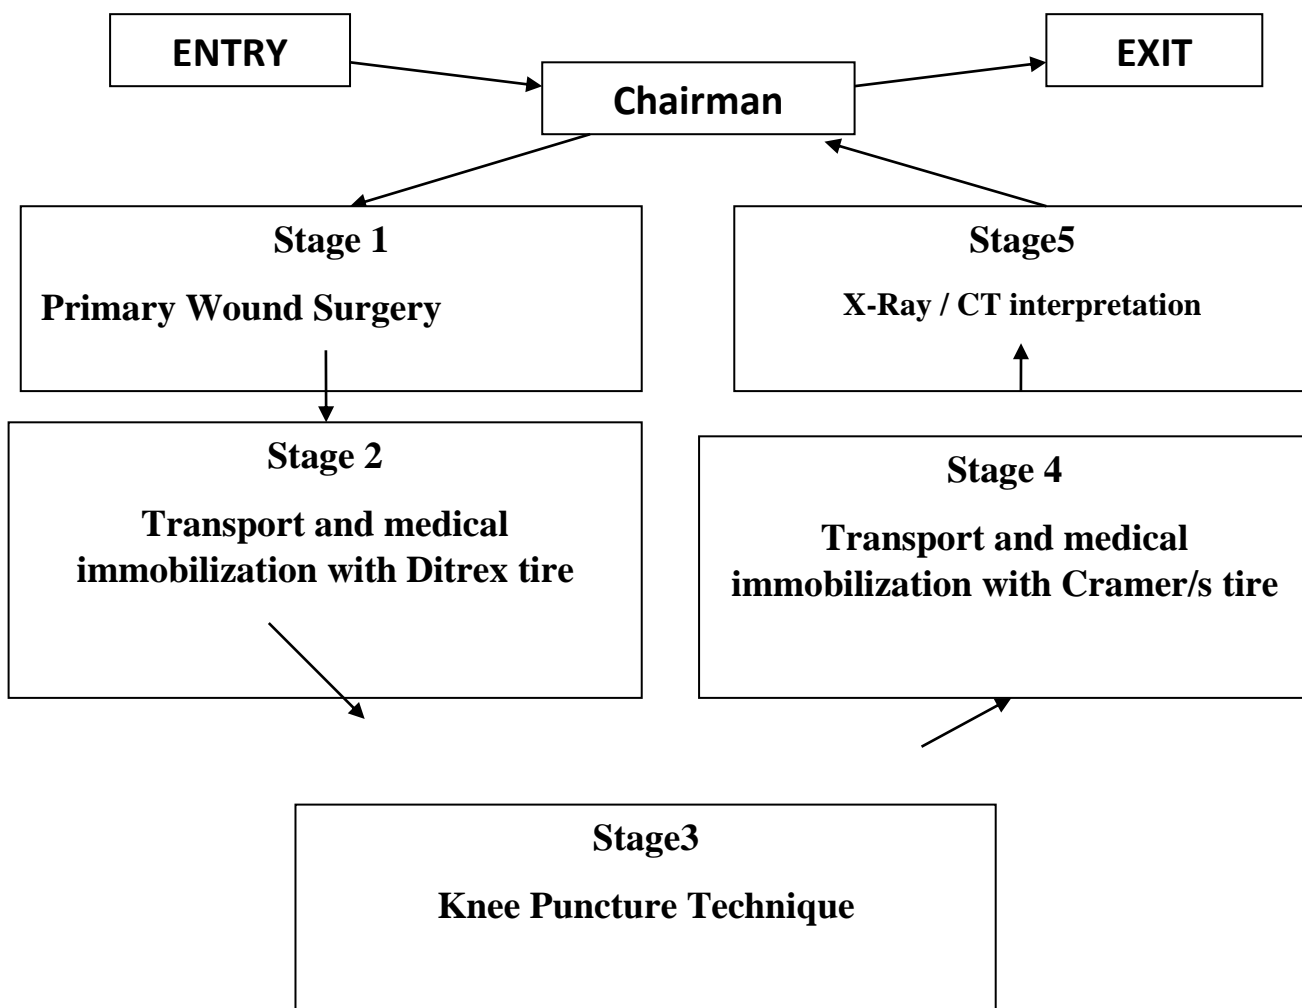 ENTRY
EXIT
Chairman
Stage 1
Primary Wound Surgery
Stage5
X-Ray / CT interpretation
Stage 2
Transport and medical
immobilization with Ditrex tire
Stage 4
Transport and medical
immobilization with Cramer/s tire
Stage3
Knee Puncture Technique